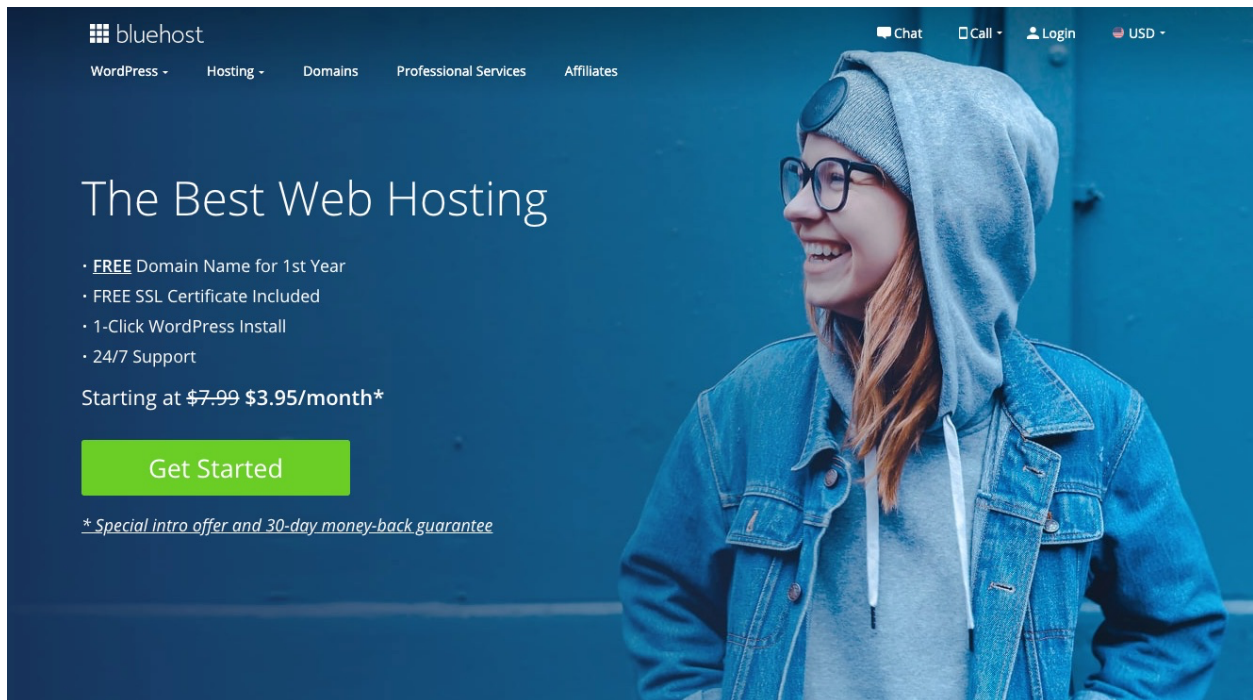 bluehost
Chat Call Login USD
WordPress Hosting Domains Professional Services Affiliates
The Best Web Hosting
· FREE Domain Name for 1st Year
· FREE SSL Certificate Included
· 1-Click WordPress Install
· 24/7 Support
Starting at $7.99 $3.95/month*
Get Started
* Special intro offer and 30-day money-back guarantee